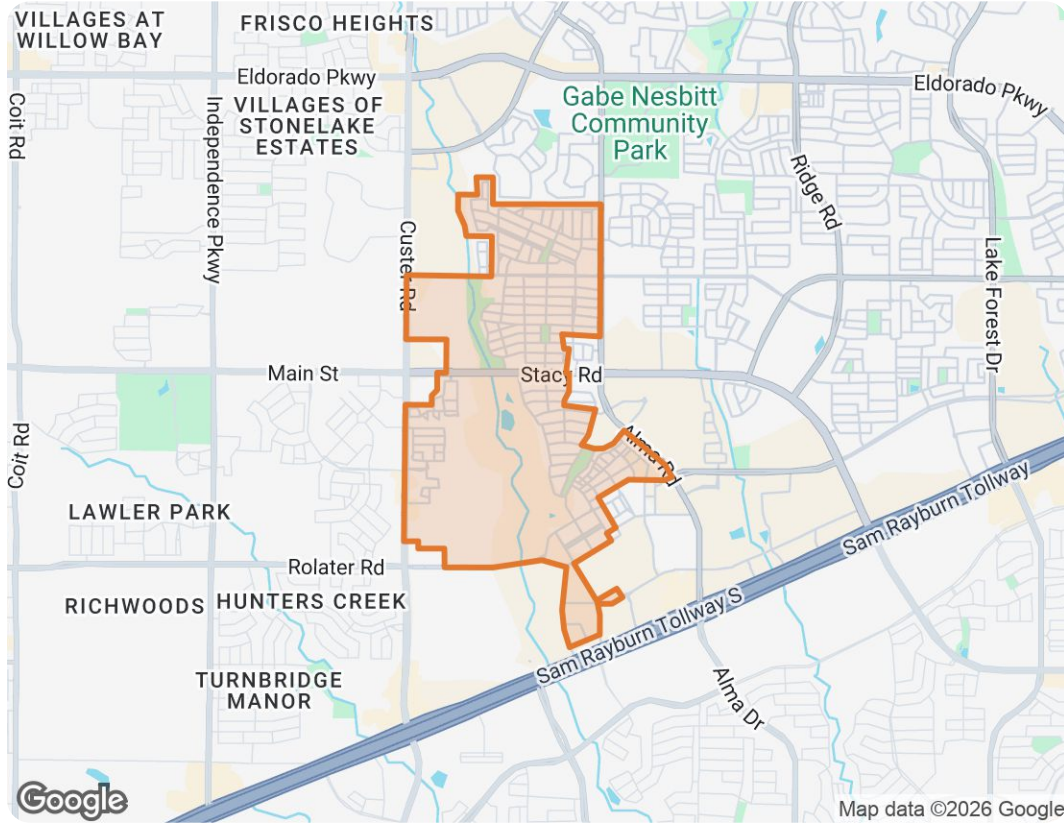 VILLAGES AT
WILLOW BAY
FRISCO HEIGHTS
Eldorado Pkwy
Eldorado Pkwy
Coit Rd
Independence Pkwy
VILLAGES OF
STONELAKE
ESTATES
Gabe Nesbitt
Community
Park
Ridge Rd
Custer Rd
Lake Forest Dr
Main St
Stacy Rd
Coit Rd
Alma Rd
LAWLER PARK
Sam Rayburn Tollway
Rolater Rd
RICHWOODS
HUNTERS CREEK
Sam Rayburn Tollway S
TURNBRIDGE
MANOR
Alma Dr
Google
Map data ©2026 Google